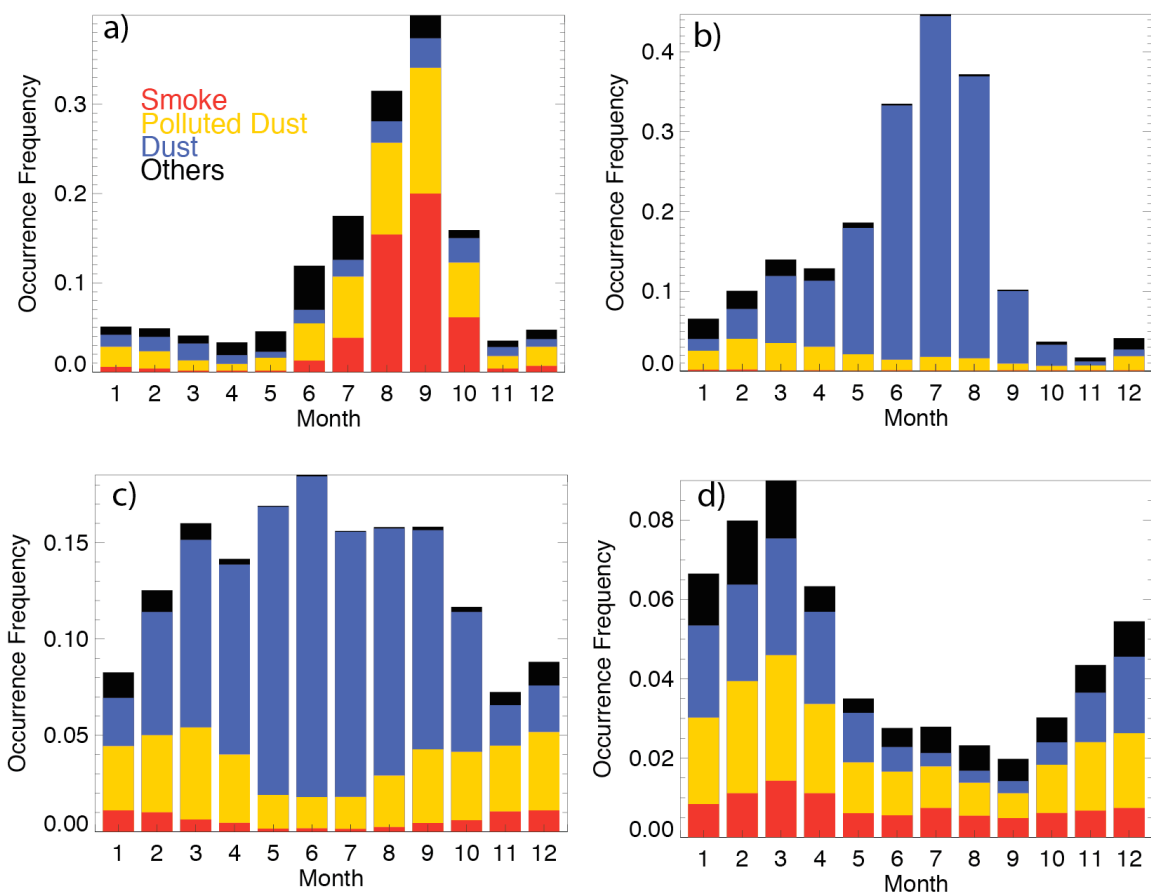 a)
Smoke
Polluted Dust
Dust
Others
Occurrence Frequency
0.3
0.2
0.1
0.0
1 2 3 4 5 6 7 8 9 10 11 12
Month
b)
Occurrence Frequency
0.4
0.3
0.2
0.1
0.0
1 2 3 4 5 6 7 8 9 10 11 12
Month
c)
Occurrence Frequency
0.15
0.10
0.05
0.00
1 2 3 4 5 6 7 8 9 10 11 12
Month
d)
Occurrence Frequency
0.08
0.06
0.04
0.02
0.00
1 2 3 4 5 6 7 8 9 10 11 12
Month